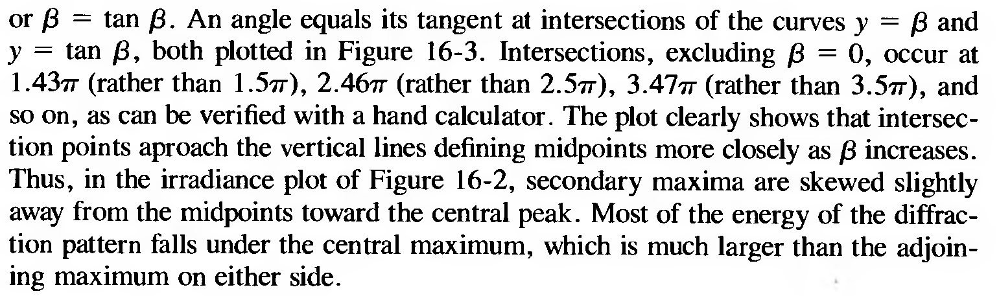 or β = tan β. An angle equals its tangent at intersections of the curves y = β and
y = tan β, both plotted in Figure 16-3. Intersections, excluding β = 0, occur at
1.43π (rather than 1.5π), 2.46π (rather than 2.5π), 3.47π (rather than 3.5π), and
so on, as can be verified with a hand calculator. The plot clearly shows that intersec-
tion points aproach the vertical lines defining midpoints more closely as β increases.
Thus, in the irradiance plot of Figure 16-2, secondary maxima are skewed slightly
away from the midpoints toward the central peak. Most of the energy of the diffrac-
tion pattern falls under the central maximum, which is much larger than the adjoin-
ing maximum on either side.